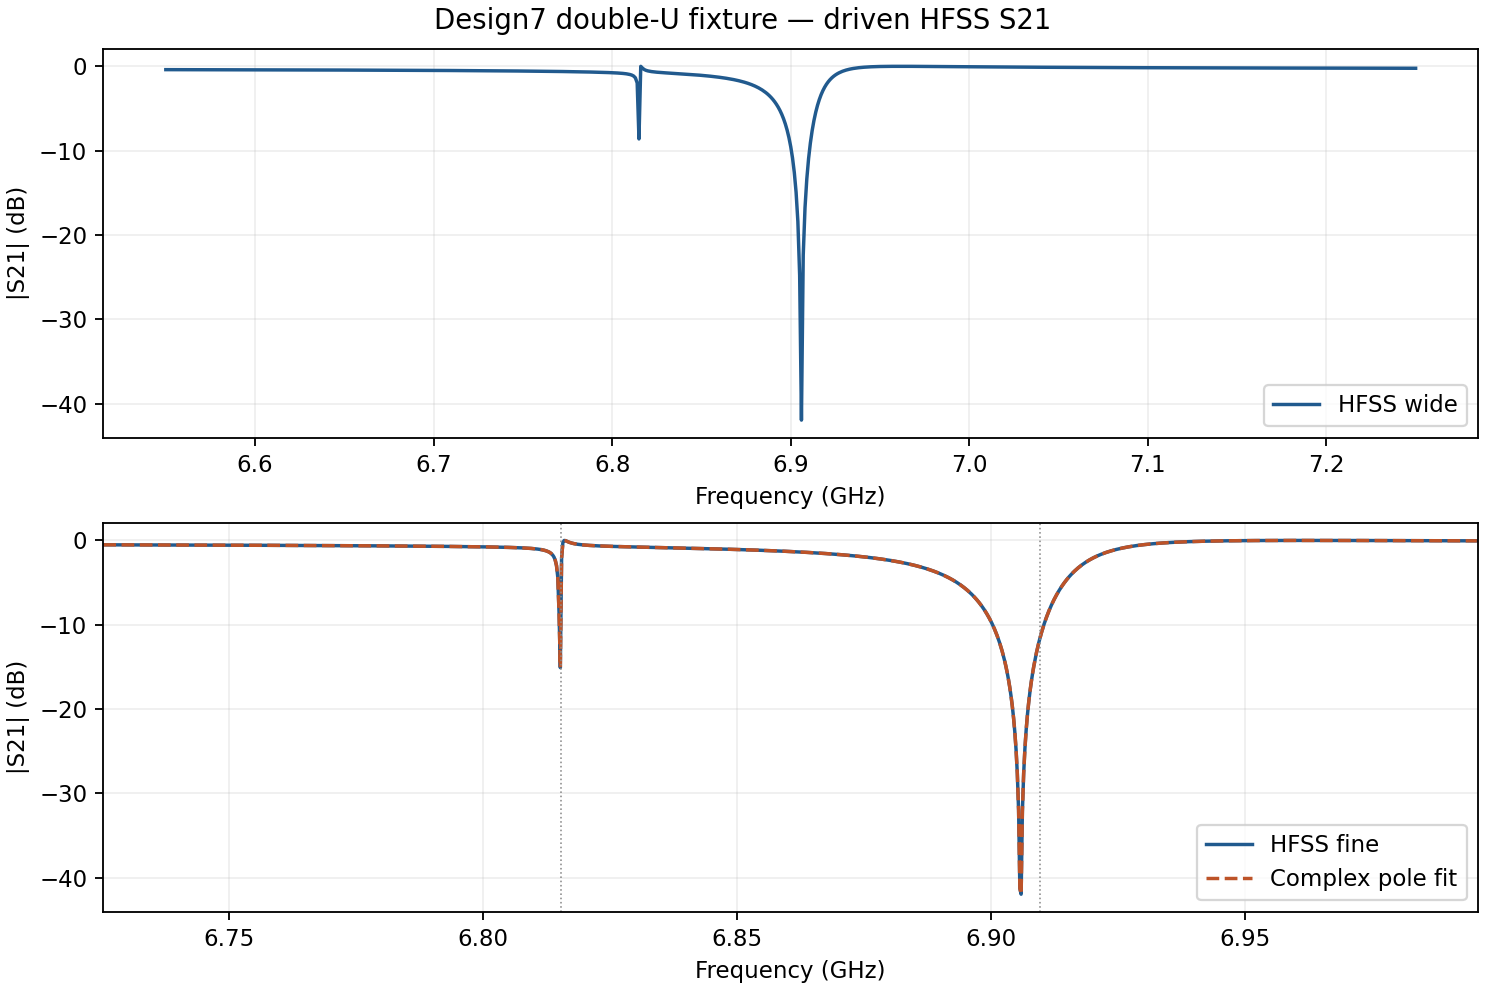 Design7 double-U fixture — driven HFSS S21
|S21| (dB)
0
−10
−20
−30
−40
HFSS wide
6.6 6.7 6.8 6.9 7.0 7.1 7.2
Frequency (GHz)
|S21| (dB)
0
−10
−20
−30
−40
HFSS fine
Complex pole fit
6.75 6.80 6.85 6.90 6.95
Frequency (GHz)